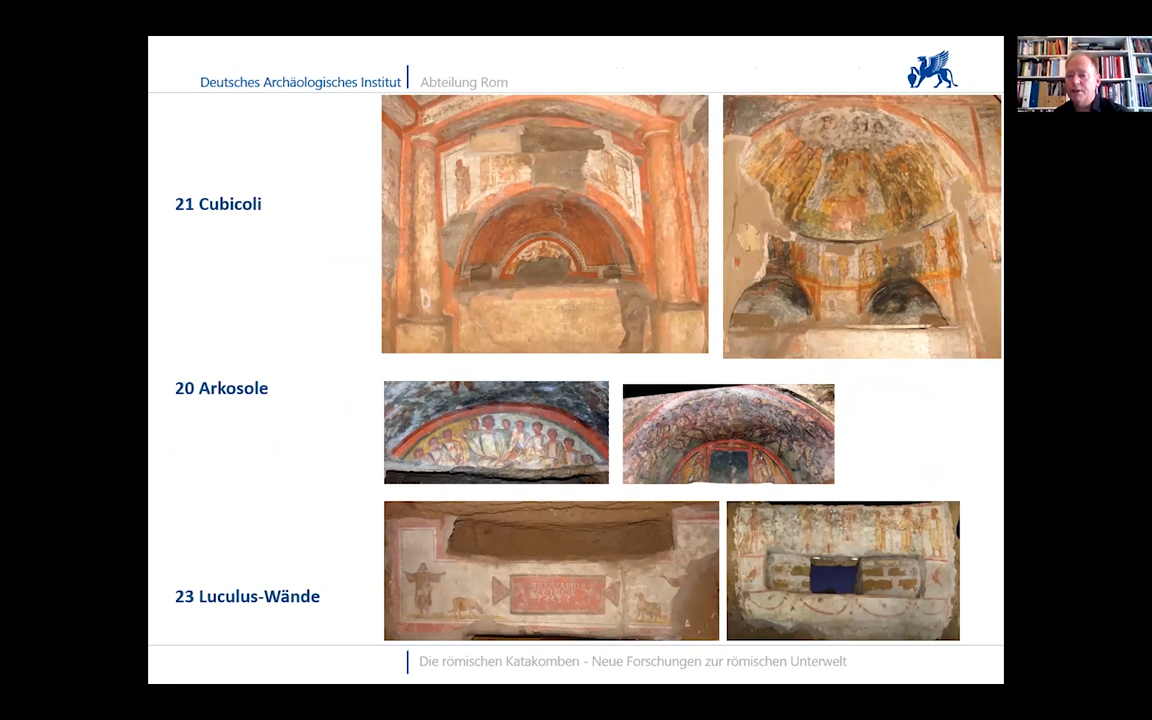 Deutsches Archäologisches Institut
Abteilung Rom
21 Cubicoli
20 Arkosole
23 Luculus-Wände
Die römischen Katakomben - Neue Forschungen zur römischen Unterwelt